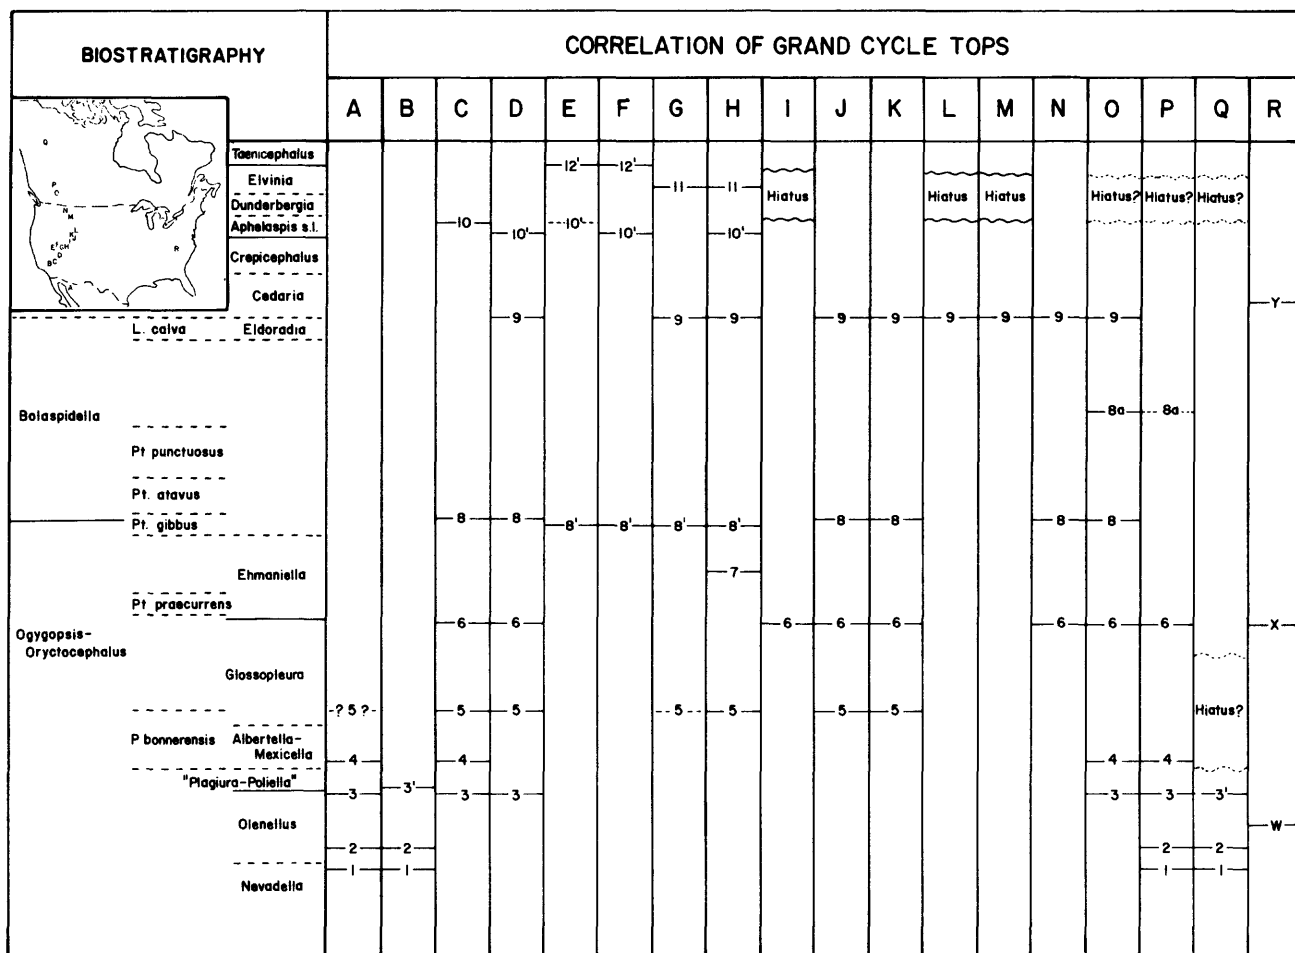 BIOSTRATIGRAPHY
CORRELATION OF GRAND CYCLE TOPS
A B C D E F G H I J K L M N O P Q R
Taenicephalus 12' 12'
Elvinia 11 11
Hiatus Hiatus Hiatus Hiatus? Hiatus? Hiatus?
Dunderbergia
Aphelaspis s.l. 10 10' 10' 10' 10'
Crepicephalus
Cedaria Y
L. calva Eldoradia 9 9 9 9 9 9 9 9 9
Bolaspidella 8a 8a
Pt punctuosus
Pt. atavus
Pt. gibbus 8 8 8' 8' 8' 8' 8 8 8 8
Ehmaniella 7
Pt praecurrens
6 6 6 6 6 6 6 6 X
Ogygopsis-
Oryctocephalus
Glossopleura
? 5 ? 5 5 5 5 5 5 Hiatus?
P bonnerensis Albertella-
Mexicella
4 4 4 4
"Plagiura-Poliella" 3'
3 3 3 3 3 3'
Olenellus W
2 2 2 2
1 1 1 1
Nevadella